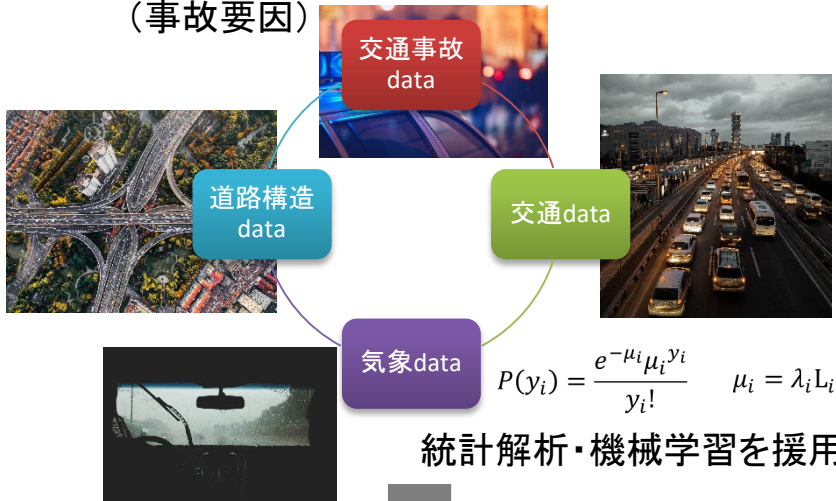 （事故要因）
交通事故
data
道路構造
data
交通data
気象data
P(y_i) = \frac{e^{-μ_i} μ_i^{y_i}}{y_i!}  μ_i = λ_i L_i
統計解析・機械学習を援用